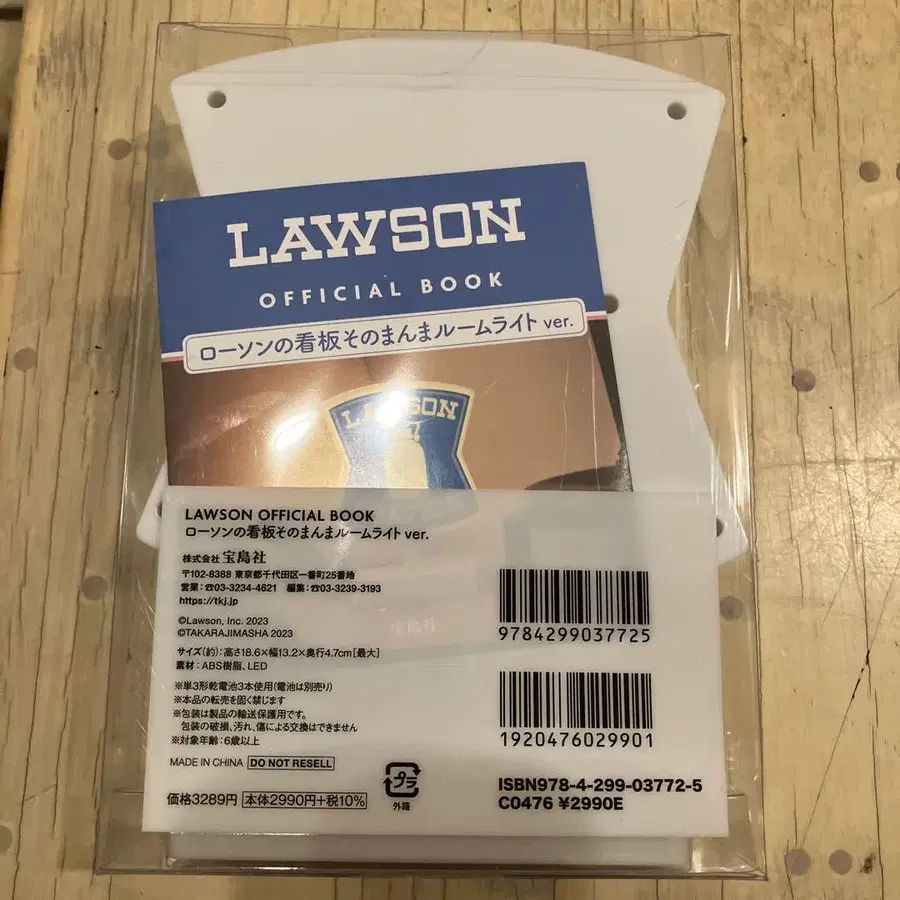 LAWSON
OFFICIAL BOOK
ローソンの看板そのまんまルームライト ver.
LAWSON
LAWSON OFFICIAL BOOK
ローソンの看板そのまんまルームライト ver.
株式会社 宝島社
〒102-8388 東京都千代田区一番町25番地
営業:☎03-3234-4621 編集:☎03-3239-3193
https://tkj.jp
©Lawson, Inc. 2023
©TAKARAJIMASHA 2023
宝島社
サイズ(約):高さ18.6×幅13.2×奥行4.7cm[最大]
素材:ABS樹脂、LED
※単3形乾電池3本使用(電池は別売り)
※本品の転売を固く禁じます
※包装は製品の輸送保護用です。
包装の破損、汚れ、傷による交換はできません
※対象年齢:6歳以上
MADE IN CHINA DO NOT RESELL
価格3289円 本体2990円+税10%
プラ
外箱
9784299037725
1920476029901
ISBN978-4-299-03772-5
C0476 ¥2990E